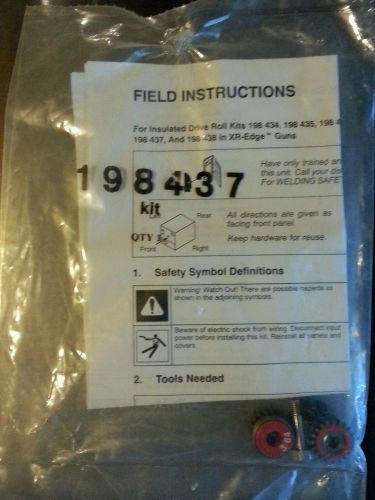 FIELD INSTRUCTIONS
For Insulated Drive Roll Kits 198 434, 198 435, 198 4
198 437, And 198 438 In XR-Edge™ Guns
Have only trained an
this unit. Call your dis
For WELDING SAFE
198437
kit
QTY
Rear
Front
Right
All directions are given as
facing front panel.
Keep hardware for reuse.
1. Safety Symbol Definitions
Warning! Watch Out! There are possible hazards as
shown in the adjoining symbols.
Beware of electric shock from wiring. Disconnect input
power before installing this kit. Reinstall all panels and
covers.
2. Tools Needed